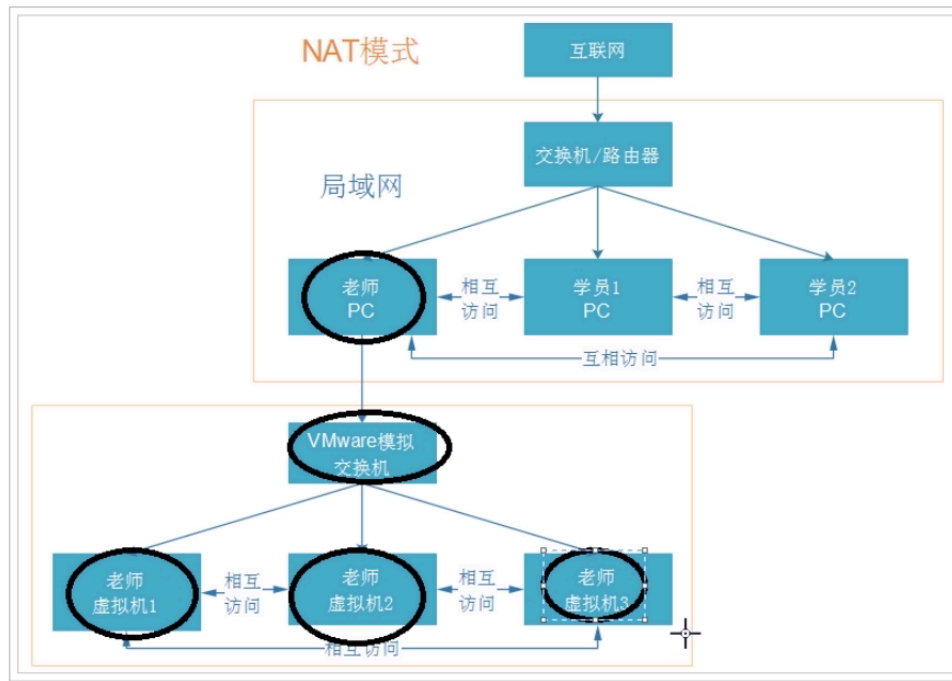 NAT模式
互联网
交换机/路由器
局域网
老师
PC
相互
访问
学员1
PC
相互
访问
学员2
PC
互相访问
VMware模拟
交换机
老师
虚拟机1
相互
访问
老师
虚拟机2
相互
访问
老师
虚拟机3
相互访问